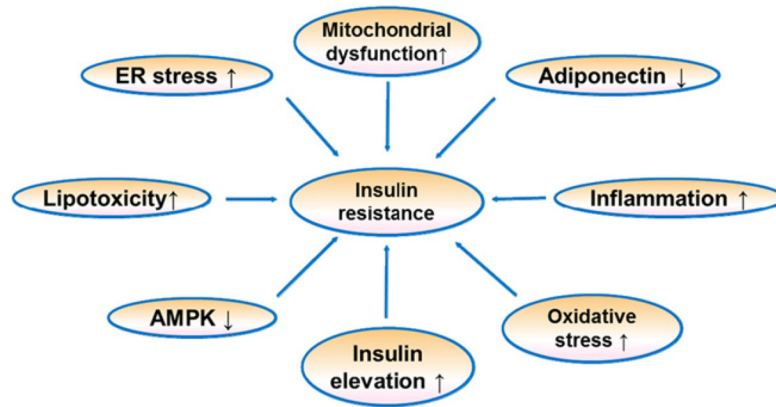 Mitochondrial
dysfunction↑
ER stress ↑
Adiponectin ↓
Lipotoxicity↑
Insulin
resistance
Inflammation ↑
AMPK ↓
Insulin
elevation ↑
Oxidative
stress ↑